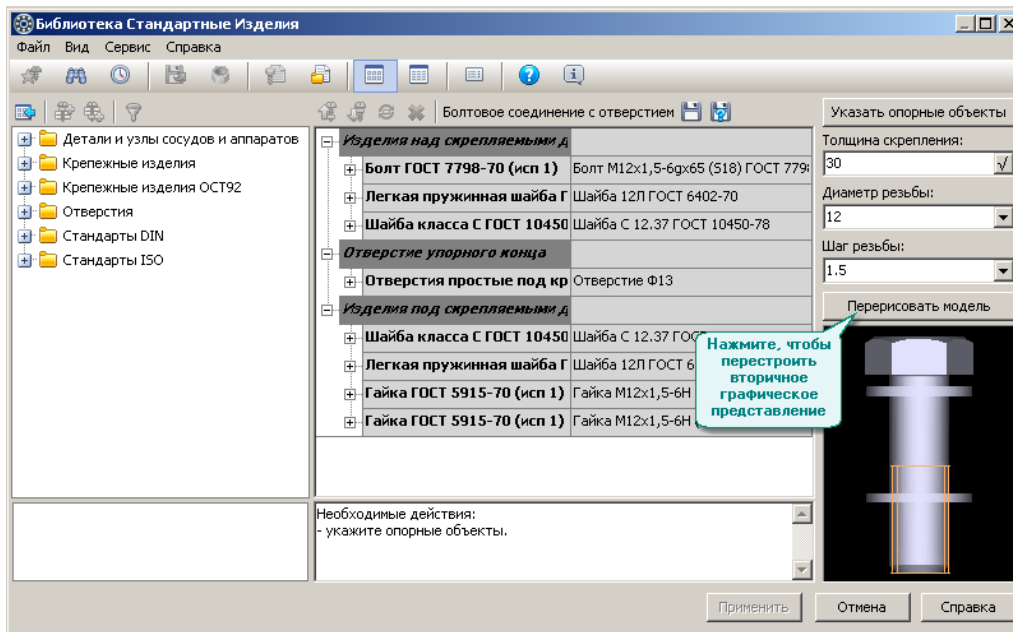 Библиотека Стандартные Изделия
Файл Вид Сервис Справка
Болтовое соединение с отверстием
Указать опорные объекты
Детали и узлы сосудов и аппаратов
Крепежные изделия
Крепежные изделия ОСТ92
Отверстия
Стандарты DIN
Стандарты ISO
Изделия над скрепляемыми д
Болт ГОСТ 7798-70 (исп 1) Болт М12х1,5-6gх65 (S18) ГОСТ 779
Легкая пружинная шайба Г Шайба 12Л ГОСТ 6402-70
Шайба класса С ГОСТ 10450 Шайба С 12.37 ГОСТ 10450-78
Отверстие упорного конца
Отверстия простые под кр Отверстие Ф13
Изделия под скрепляемыми д
Шайба класса С ГОСТ 10450 Шайба С 12.37 ГОС
Легкая пружинная шайба Г Шайба 12Л ГОСТ 6
Гайка ГОСТ 5915-70 (исп 1) Гайка М12х1,5-6Н
Гайка ГОСТ 5915-70 (исп 1) Гайка М12х1,5-6Н (
Толщина скрепления:
30
Диаметр резьбы:
12
Шаг резьбы:
1.5
Перерисовать модель
Нажмите, чтобы
перестроить
вторичное
графическое
представление
Необходимые действия:
- укажите опорные объекты.
Применить Отмена Справка